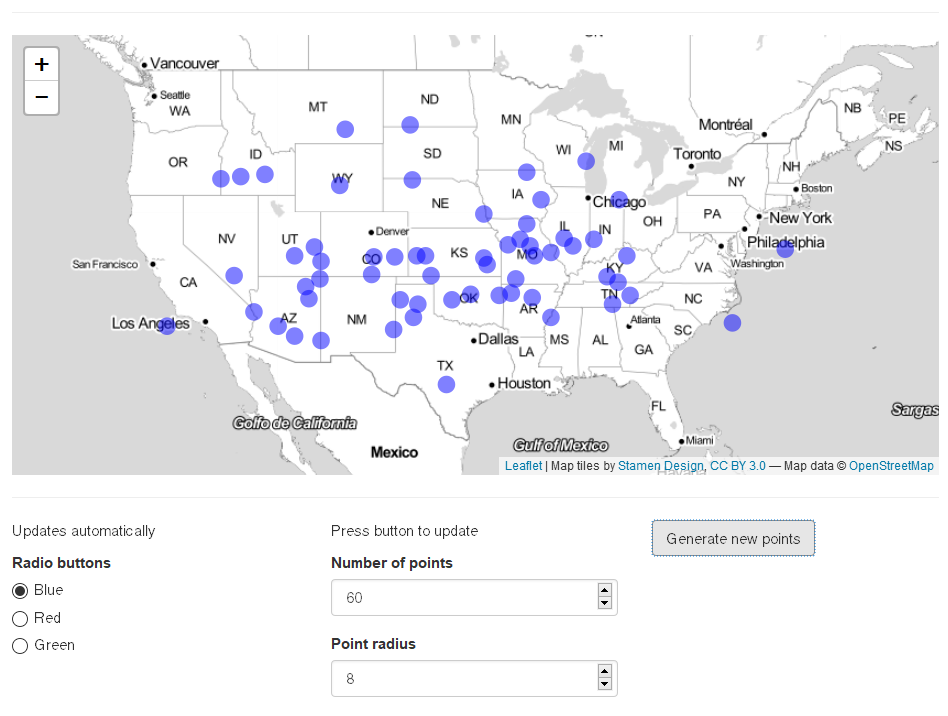 +
−
Vancouver
Seattle
WA
MT
ND
MN
NB
PE
Montréal
NS
OR
ID
SD
WI
MI
Toronto
NH
WY
NY
Boston
IA
NE
Chicago
OH
PA
New York
NV
UT
Denver
IL
IN
Philadelphia
San Francisco
CA
CO
KS
MO
KY
VA
Washington
Los Angeles
AZ
NM
OK
AR
TN
NC
Atlanta
SC
Dallas
LA
MS
AL
GA
TX
Houston
FL
Golfo de California
Sargas
Mexico
Gulf of Mexico
Miami
Havana
Leaflet | Map tiles by Stamen Design, CC BY 3.0 — Map data © OpenStreetMap
Updates automatically
Press button to update
Generate new points
Radio buttons
Number of points
Blue
60
Red
Green
Point radius
8